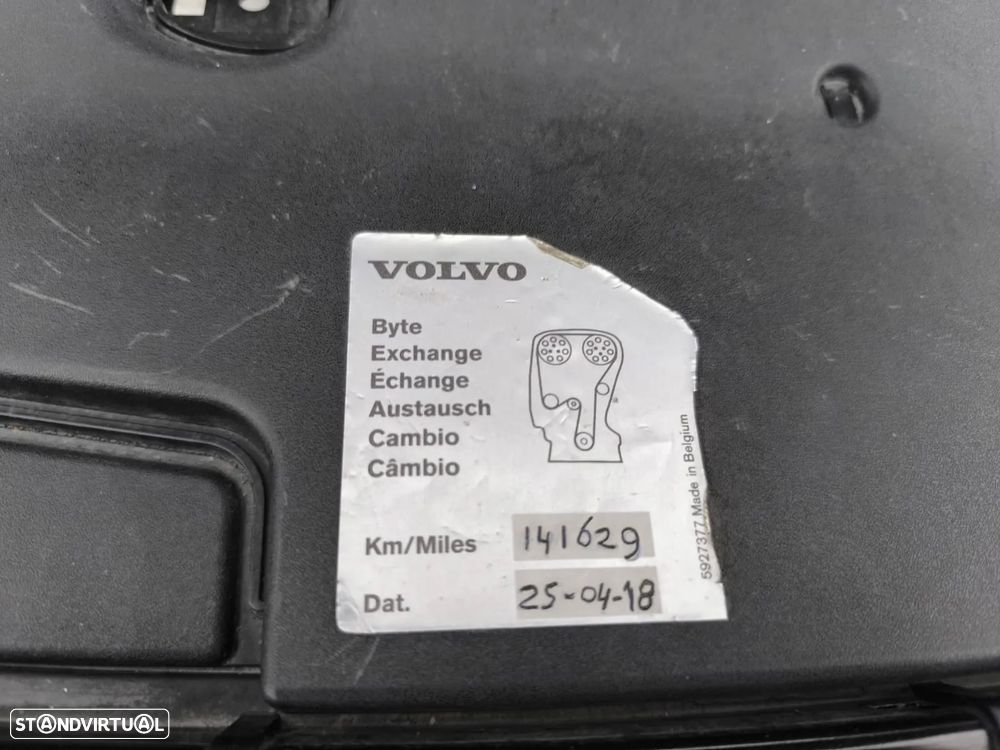 VOLVO
Byte
Exchange
Échange
Austausch
Cambio
Câmbio
Km/Miles 141629
Dat. 25-04-18
5927377 Made in Belgium
STANDVIRTUAL